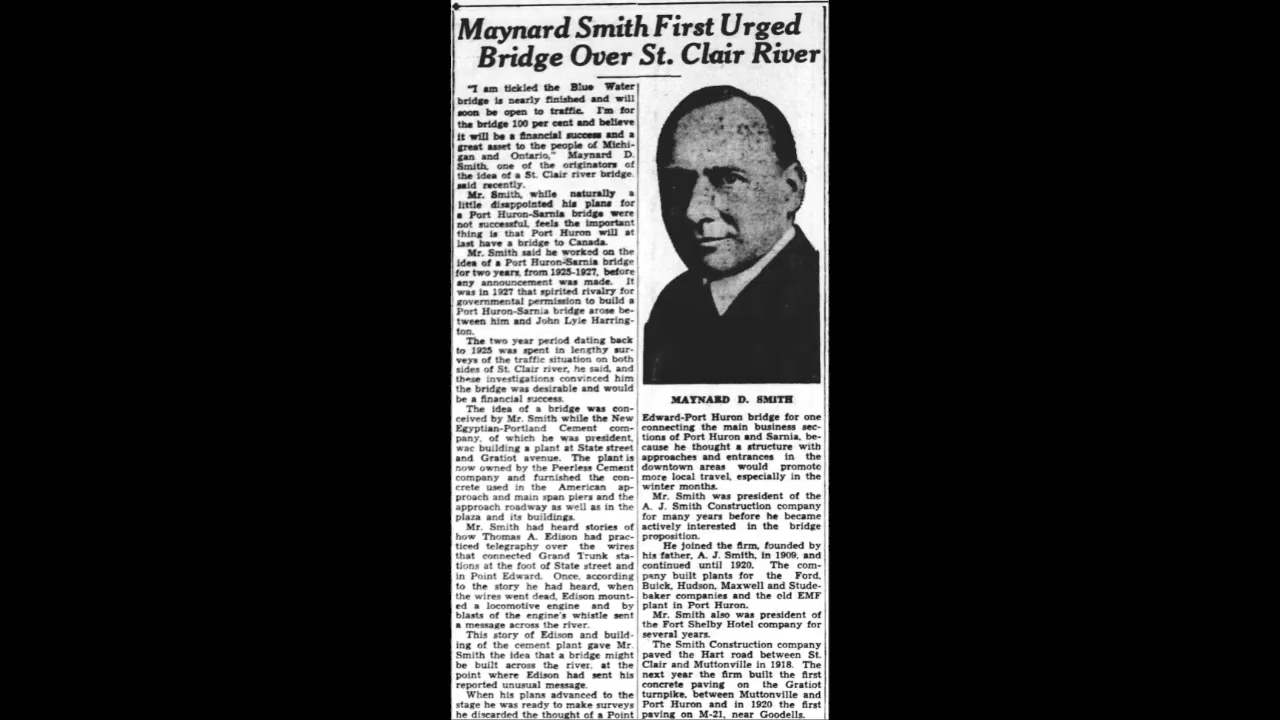 Maynard Smith First Urged
Bridge Over St. Clair River
"I am tickled the Blue Water
bridge is nearly finished and will
soon be open to traffic. I'm for
the bridge 100 per cent and believe
it will be a financial success and a
great asset to the people of Michi-
gan and Ontario," Maynard D.
Smith, one of the originators of
the idea of a St. Clair river bridge,
said recently.
Mr. Smith, while naturally a
little disappointed his plans for
a Port Huron-Sarnia bridge were
not successful, feels the important
thing is that Port Huron will at
last have a bridge to Canada.
Mr. Smith said he worked on the
idea of a Port Huron-Sarnia bridge
for two years, from 1925-1927, before
any announcement was made. It
was in 1927 that spirited rivalry for
governmental permission to build a
Port Huron-Sarnia bridge arose be-
tween him and John Lyle Harring-
ton.
The two year period dating back
to 1925 was spent in lengthy sur-
veys of the traffic situation on both
sides of St. Clair river, he said, and
these investigations convinced him
the bridge was desirable and would
be a financial success.
The idea of a bridge was con-
ceived by Mr. Smith while the New
Egyptian-Portland Cement com-
pany, of which he was president,
was building a plant at State street
and Gratiot avenue. The plant is
now owned by the Peerless Cement
company and furnished the con-
crete used in the American ap-
proach and main span piers and the
approach roadway as well as in the
plaza and its buildings.
Mr. Smith had heard stories of
how Thomas A. Edison had prac-
ticed telegraphy over the wires
that connected Grand Trunk sta-
tions at the foot of State street and
in Point Edward. Once, according
to the story he had heard, when
the wires went dead, Edison mount-
ed a locomotive engine and by
blasts of the engine's whistle sent
a message across the river.
This story of Edison and build-
ing of the cement plant gave Mr.
Smith the idea that a bridge might
be built across the river, at the
point where Edison had sent his
reported unusual message.
When his plans advanced to the
stage he was ready to make surveys
he discarded the thought of a Point
MAYNARD D. SMITH
Edward-Port Huron bridge for one
connecting the main business sec-
tions of Port Huron and Sarnia, be-
cause he thought a structure with
approaches and entrances in the
downtown areas would promote
more local travel, especially in the
winter months.
Mr. Smith was president of the
A. J. Smith Construction company
for many years before he became
actively interested in the bridge
proposition.
He joined the firm, founded by
his father, A. J. Smith, in 1909, and
continued until 1920. The com-
pany built plants for the Ford,
Buick, Hudson, Maxwell and Stude-
baker companies and the old EMF
plant in Port Huron.
Mr. Smith also was president of
the Fort Shelby Hotel company for
several years.
The Smith Construction company
paved the Hart road between St.
Clair and Muttonville in 1918. The
next year the firm built the first
concrete paving on the Gratiot
turnpike, between Muttonville and
Port Huron and in 1920 the first
paving on M-21, near Goodells.